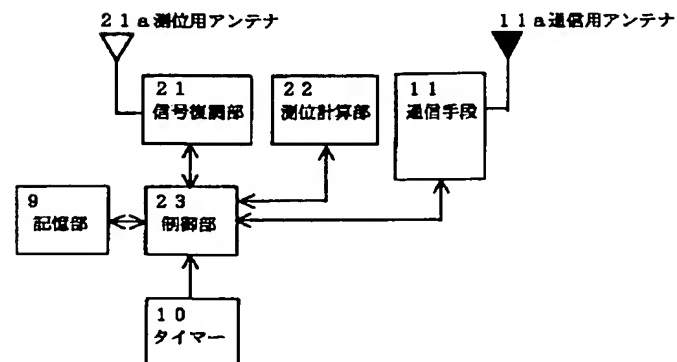 21a測位用アンテナ
11a通信用アンテナ
21
信号復調部
22
測位計算部
11
通信手段
9
記憶部
23
制御部
10
タイマー